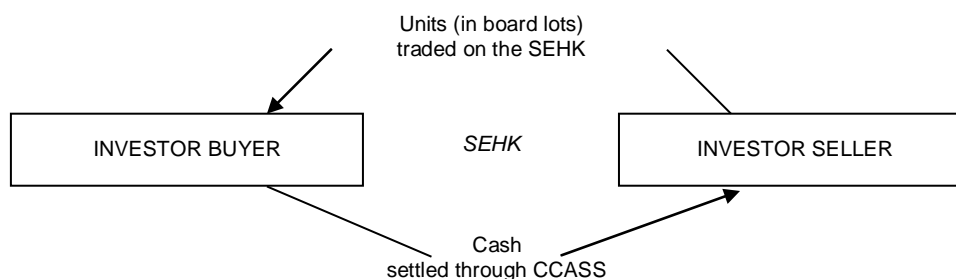 Units (in board lots)
traded on the SEHK
INVESTOR BUYER
SEHK
INVESTOR SELLER
Cash
settled through CCASS